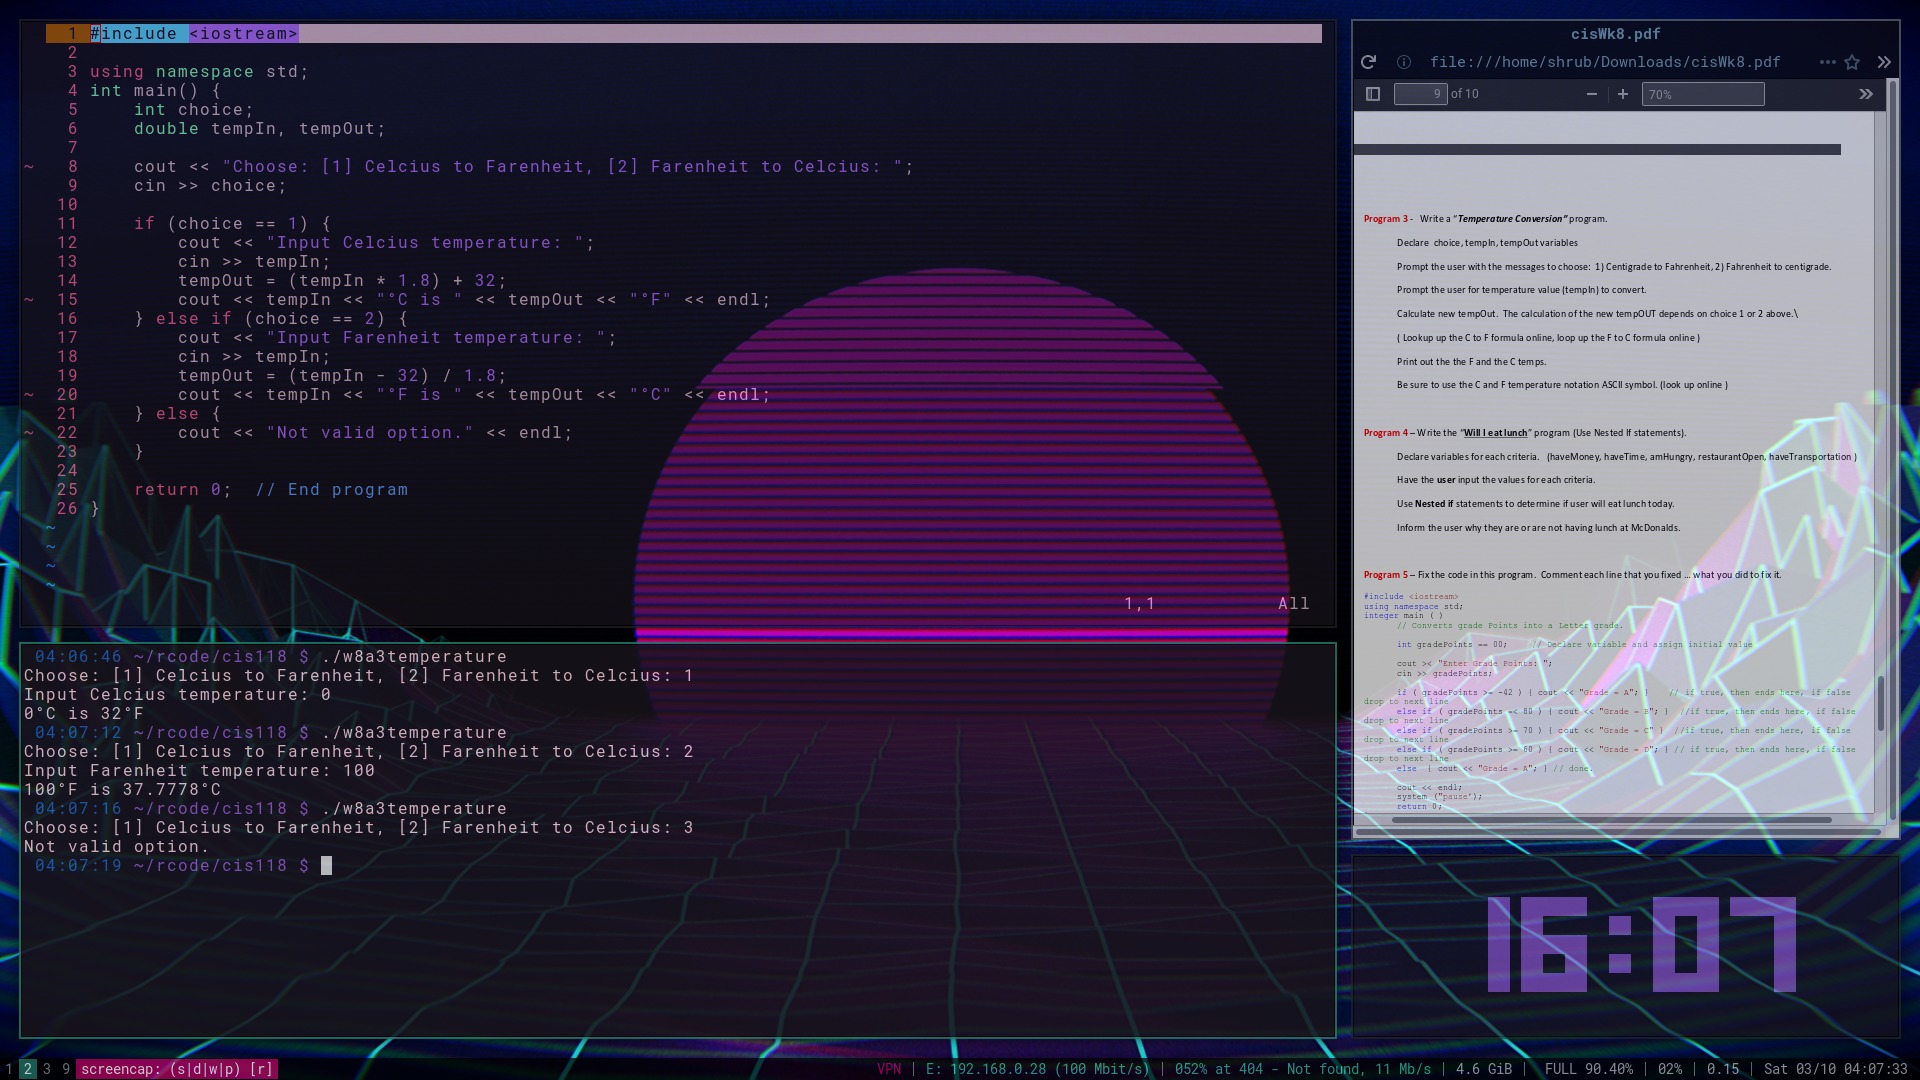 1 #include <iostream>
2
3 using namespace std;
4 int main() {
5     int choice;
6     double tempIn, tempOut;
7
~ 8     cout << "Choose: [1] Celcius to Farenheit, [2] Farenheit to Celcius: ";
9     cin >> choice;
10
11     if (choice == 1) {
12         cout << "Input Celcius temperature: ";
13         cin >> tempIn;
14         tempOut = (tempIn * 1.8) + 32;
~ 15         cout << tempIn << "°C is " << tempOut << "°F" << endl;
16     } else if (choice == 2) {
17         cout << "Input Farenheit temperature: ";
18         cin >> tempIn;
19         tempOut = (tempIn - 32) / 1.8;
~ 20         cout << tempIn << "°F is " << tempOut << "°C" << endl;
21     } else {
~ 22         cout << "Not valid option." << endl;
23     }
24
25     return 0;  // End program
26 }
~
~
~
~
1,1 All
04:06:46 ~/rcode/cis118 $ ./w8a3temperature
Choose: [1] Celcius to Farenheit, [2] Farenheit to Celcius: 1
Input Celcius temperature: 0
0°C is 32°F
04:07:12 ~/rcode/cis118 $ ./w8a3temperature
Choose: [1] Celcius to Farenheit, [2] Farenheit to Celcius: 2
Input Farenheit temperature: 100
100°F is 37.7778°C
04:07:16 ~/rcode/cis118 $ ./w8a3temperature
Choose: [1] Celcius to Farenheit, [2] Farenheit to Celcius: 3
Not valid option.
04:07:19 ~/rcode/cis118 $
cisWk8.pdf
file:///home/shrub/Downloads/cisWk8.pdf
9 of 10 70%
Program 3 - Write a "Temperature Conversion" program.
Declare choice, tempIn, tempOut variables
Prompt the user with the messages to choose: 1) Centigrade to Fahrenheit, 2) Fahrenheit to centigrade.
Prompt the user for temperature value (tempIn) to convert.
Calculate new tempOut. The calculation of the new tempOUT depends on choice 1 or 2 above.\
( Lookup up the C to F formula online, loop up the F to C formula online )
Print out the the F and the C temps.
Be sure to use the C and F temperature notation ASCII symbol. (look up online )
Program 4 – Write the "Will I eat lunch" program (Use Nested If statements).
Declare variables for each criteria. (haveMoney, haveTime, amHungry, restaurantOpen, haveTransportation )
Have the user input the values for each criteria.
Use Nested if statements to determine if user will eat lunch today.
Inform the user why they are or are not having lunch at McDonalds.
Program 5 – Fix the code in this program. Comment each line that you fixed ... what you did to fix it.
#include <iostream>
using namespace std;
integer main ( )
// Converts grade Points into a Letter grade.
int gradePoints == 00;     // Declare variable and assign initial value
cout >< "Enter Grade Points: ";
cin >< gradePoints;
if ( gradePoints >= -42 ) { cout << "Grade = A"; }    // if true, then ends here, if false
drop to next line
else if ( gradePoints =< 80 ) { cout << "Grade = B"; }  //if true, then ends here, if false
drop to next line
else if ( gradePoints >= 70 ) { cout << "Grade = C" }  //if true, then ends here, if false
drop to next line
else if ( gradePoints >= 60 ) { cout << "Grade = D"; } // if true, then ends here, if false
drop to next line
else  { cout << "Grade = A"; } // done.
cout << endl;
system ("pause");
return 0;
16:07
1 2 3 9 screencap: (s|d|w|p) [r]
VPN | E: 192.168.0.28 (100 Mbit/s) | 052% at 404 - Not found, 11 Mb/s | 4.6 GiB | FULL 90.40% | 02% | 0.15 | Sat 03/10 04:07:33